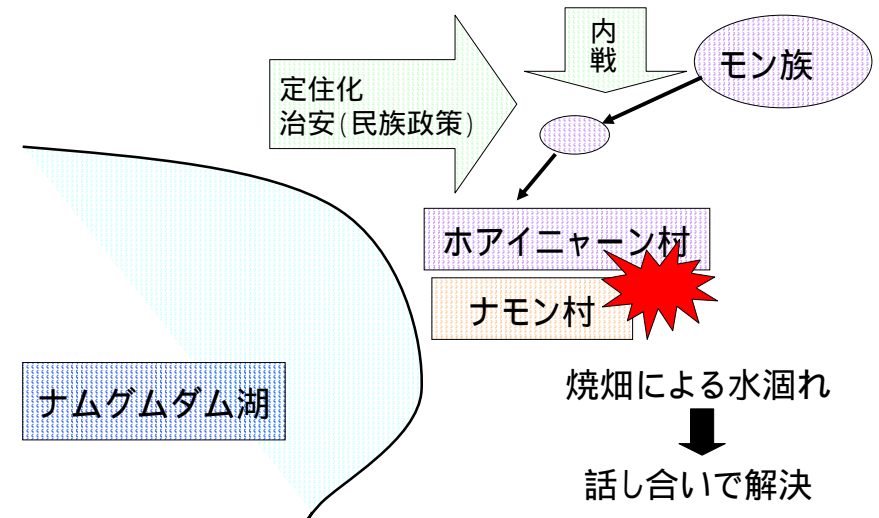 内戦
モン族
定住化
治安(民族政策)
ホアイニャーン村
ナモン村
ナムグムダム湖
焼畑による水涸れ
話し合いで解決